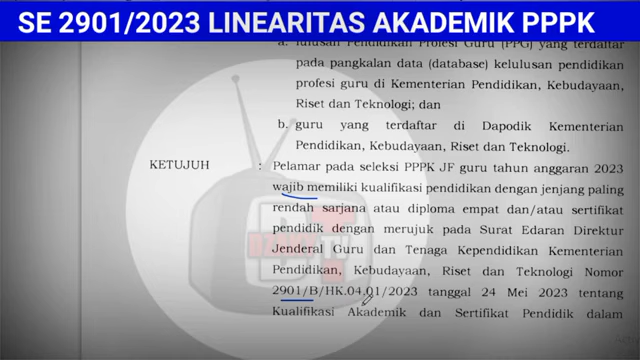 SE 2901/2023 LINEARITAS AKADEMIK PPPK
a. lulusan Pendidikan Profesi Guru (PPG) yang terdaftar
pada pangkalan data (database) kelulusan pendidikan
profesi guru di Kementerian Pendidikan, Kebudayaan,
Riset dan Teknologi; dan
b. guru yang terdaftar di Dapodik Kementerian
Pendidikan, Kebudayaan, Riset dan Teknologi.
KETUJUH : Pelamar pada seleksi PPPK JF guru tahun anggaran 2023
wajib memiliki kualifikasi pendidikan dengan jenjang paling
rendah sarjana atau diploma empat dan/atau sertifikat
pendidik dengan merujuk pada Surat Edaran Direktur
Jenderal Guru dan Tenaga Kependidikan Kementerian
Pendidikan, Kebudayaan, Riset dan Teknologi Nomor
2901/B/HK.04.01/2023 tanggal 24 Mei 2023 tentang
Kualifikasi Akademik dan Sertifikat Pendidik dalam